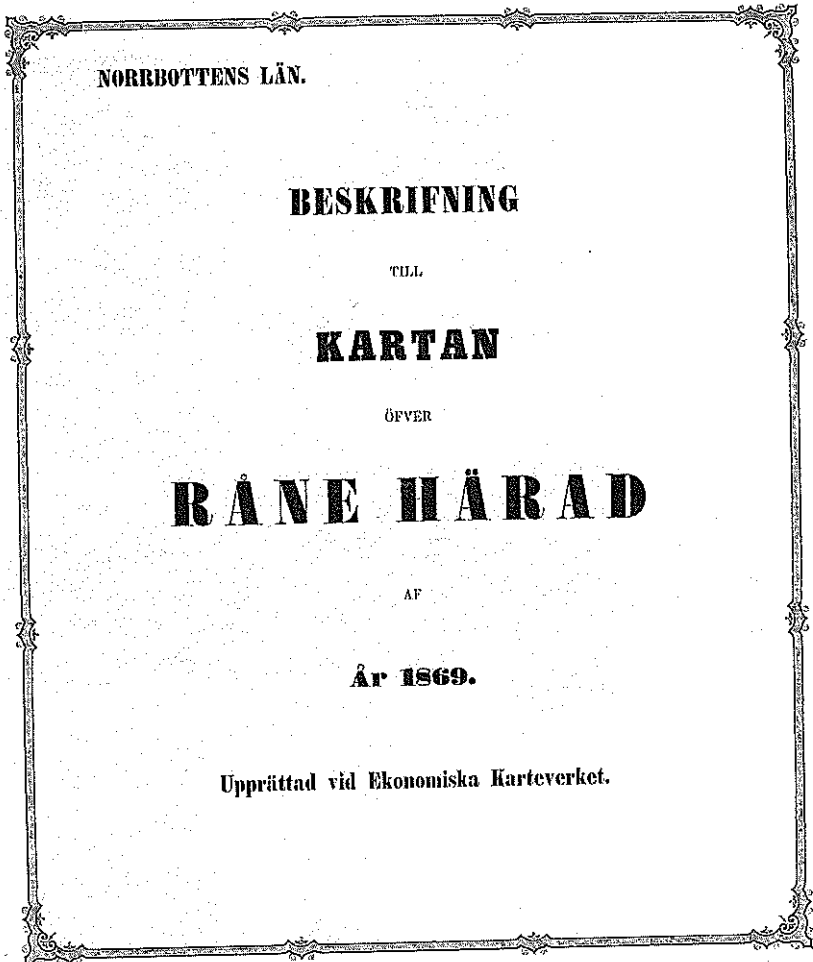 NORRBOTTENS LÄN.
BESKRIFNING
TILL
KARTAN
ÖFVER
RÅNE HÄRAD
AF
År 1869.
Upprättad vid Ekonomiska Karteverket.